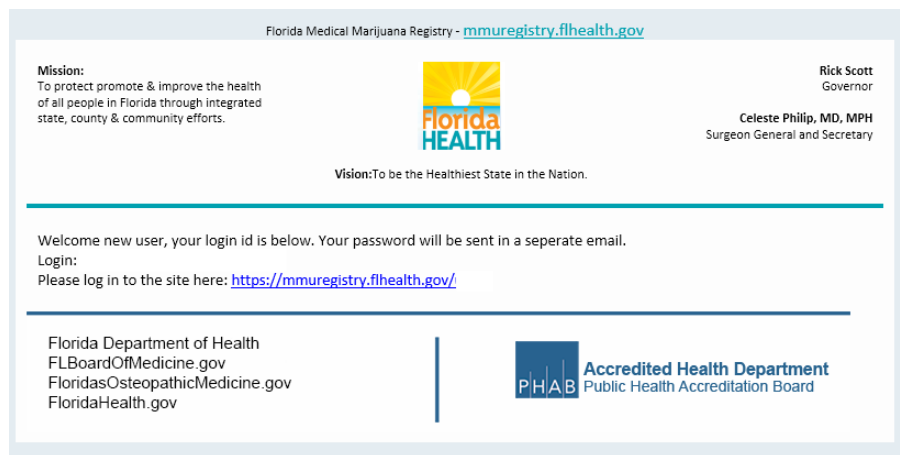 Florida Medical Marijuana Registry - mmuregistry.flhealth.gov
Mission:
To protect promote & improve the health
of all people in Florida through integrated
state, county & community efforts.
Florida
HEALTH
Rick Scott
Governor
Celeste Philip, MD, MPH
Surgeon General and Secretary
Vision:To be the Healthiest State in the Nation.
Welcome new user, your login id is below. Your password will be sent in a seperate email.
Login:
Please log in to the site here: https://mmuregistry.flhealth.gov/
Florida Department of Health
FLBoardOfMedicine.gov
FloridasOsteopathicMedicine.gov
FloridaHealth.gov
PHAB
Accredited Health Department
Public Health Accreditation Board